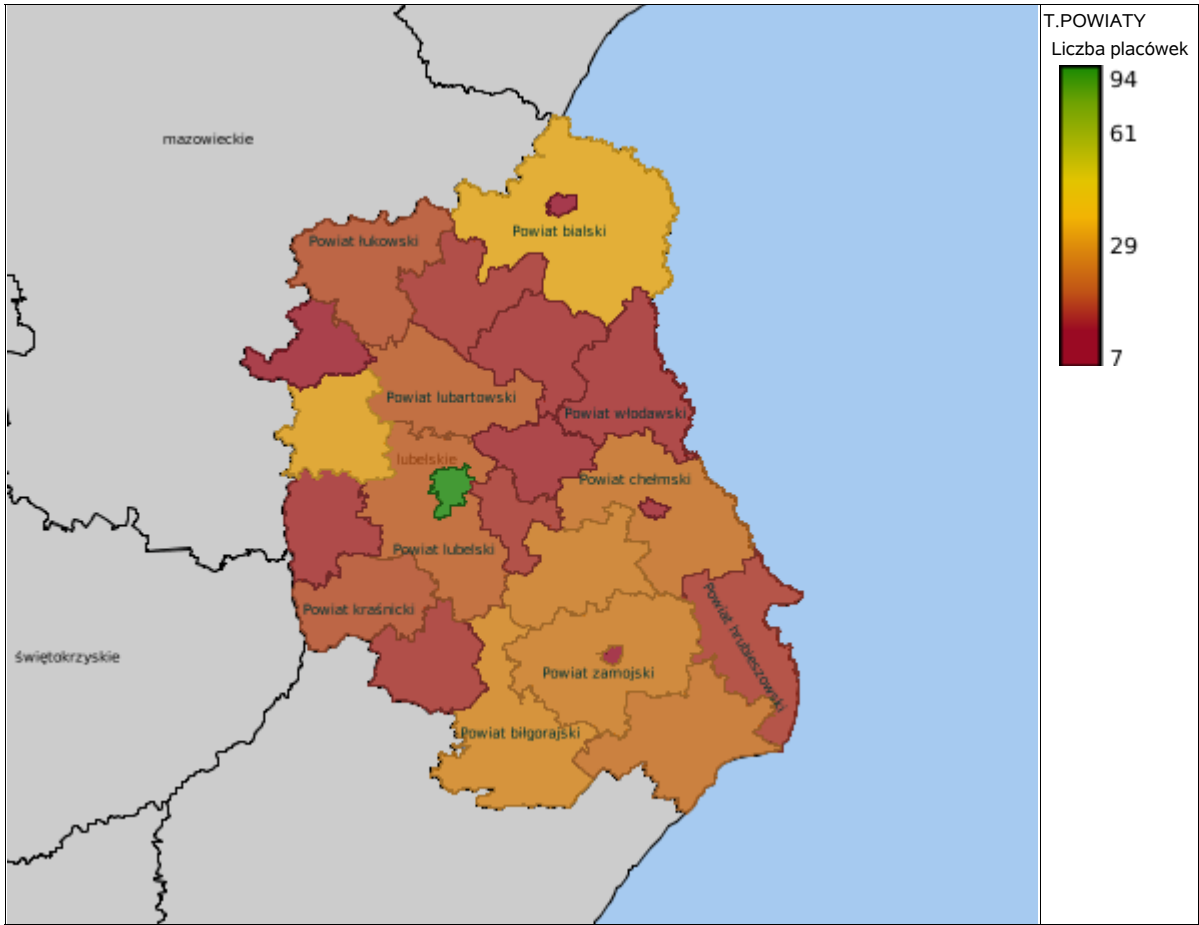 T.POWIATY
Liczba placówek
94
61
29
7
mazowieckie
Powiat bialski
Powiat łukowski
Powiat lubartowski
Powiat włodawski
lubelskie
Powiat chełmski
Powiat lubelski
Powiat kraśnicki
Powiat hrubieszowski
świętokrzyskie
Powiat zamojski
Powiat biłgorajski